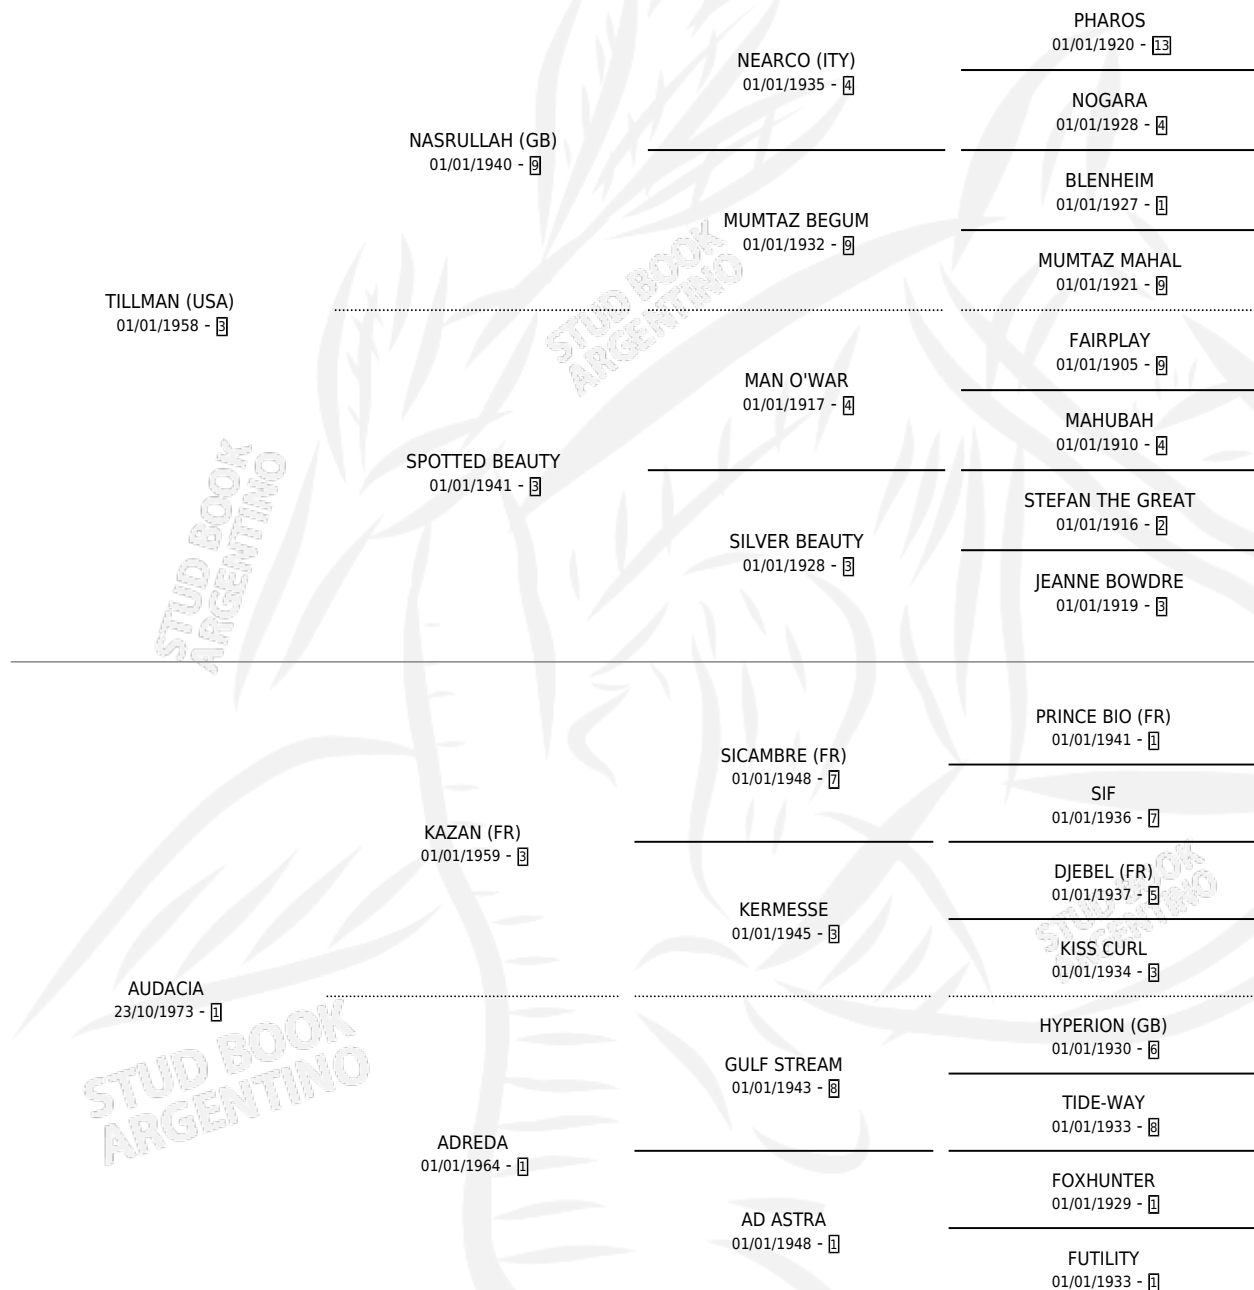 PHAROS
01/01/1920 - 13
NEARCO (ITY)
01/01/1935 - 4
NOGARA
01/01/1928 - 4
NASRULLAH (GB)
01/01/1940 - 9
BLENHEIM
01/01/1927 - 1
MUMTAZ BEGUM
01/01/1932 - 9
MUMTAZ MAHAL
01/01/1921 - 9
TILLMAN (USA)
01/01/1958 - 3
STUD BOOK
ARGENTINO
FAIRPLAY
01/01/1905 - 9
MAN O'WAR
01/01/1917 - 4
MAHUBAH
01/01/1910 - 4
SPOTTED BEAUTY
01/01/1941 - 3
STEFAN THE GREAT
01/01/1916 - 2
SILVER BEAUTY
01/01/1928 - 3
JEANNE BOWDRE
01/01/1919 - 3
STUD BOOK
ARGENTINO
PRINCE BIO (FR)
01/01/1941 - 1
SICAMBRE (FR)
01/01/1948 - 7
SIF
01/01/1936 - 7
KAZAN (FR)
01/01/1959 - 3
DJEBEL (FR)
01/01/1937 - 5
KERMESSE
01/01/1945 - 3
STUD BOOK
ARGENTINO
KISS CURL
01/01/1934 - 3
AUDACIA
23/10/1973 - 1
STUD BOOK
ARGENTINO
HYPERION (GB)
01/01/1930 - 6
GULF STREAM
01/01/1943 - 8
TIDE-WAY
01/01/1933 - 8
ADREDA
01/01/1964 - 1
FOXHUNTER
01/01/1929 - 1
AD ASTRA
01/01/1948 - 1
FUTILITY
01/01/1933 - 1